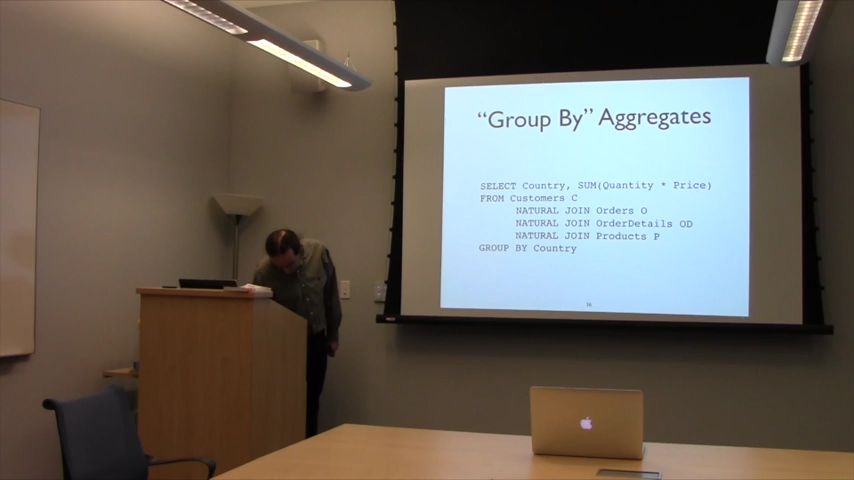 “Group By” Aggregates
SELECT Country, SUM(Quantity * Price)
FROM Customers C
NATURAL JOIN Orders O
NATURAL JOIN OrderDetails OD
NATURAL JOIN Products P
GROUP BY Country
16